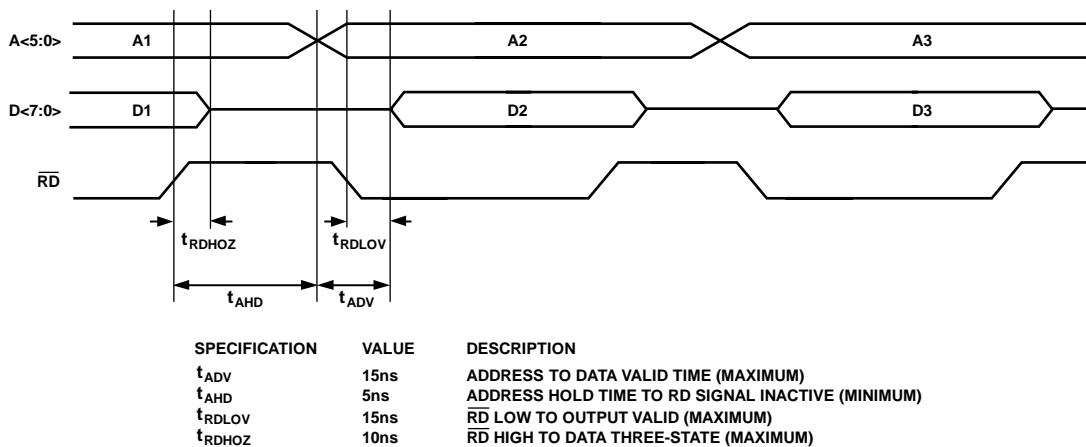 A<5:0> A1 A2 A3
D<7:0> D1 D2 D3
RD
tRDHOZ tRDLOV
tAHD tADV
SPECIFICATION VALUE DESCRIPTION
tADV 15ns ADDRESS TO DATA VALID TIME (MAXIMUM)
tAHD 5ns ADDRESS HOLD TIME TO RD SIGNAL INACTIVE (MINIMUM)
tRDLOV 15ns RD LOW TO OUTPUT VALID (MAXIMUM)
tRDHOZ 10ns RD HIGH TO DATA THREE-STATE (MAXIMUM)